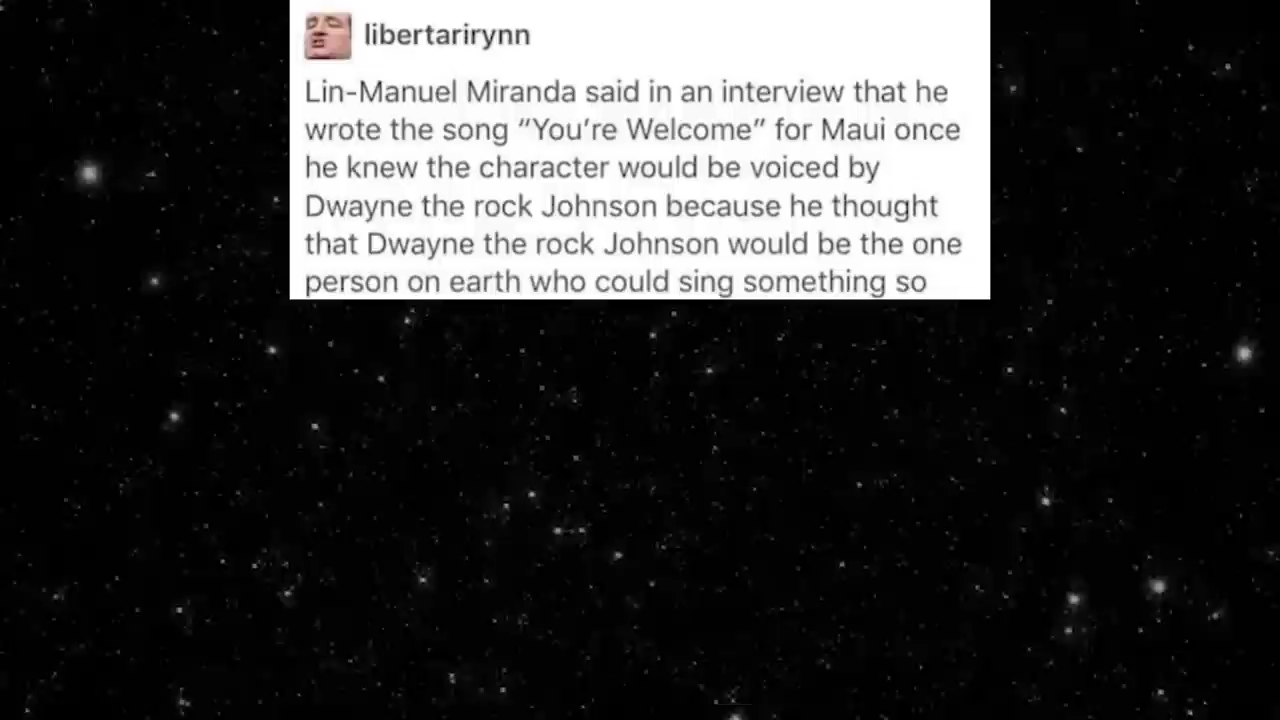 libertarirynn
Lin-Manuel Miranda said in an interview that he
wrote the song “You’re Welcome” for Maui once
he knew the character would be voiced by
Dwayne the rock Johnson because he thought
that Dwayne the rock Johnson would be the one
person on earth who could sing something so